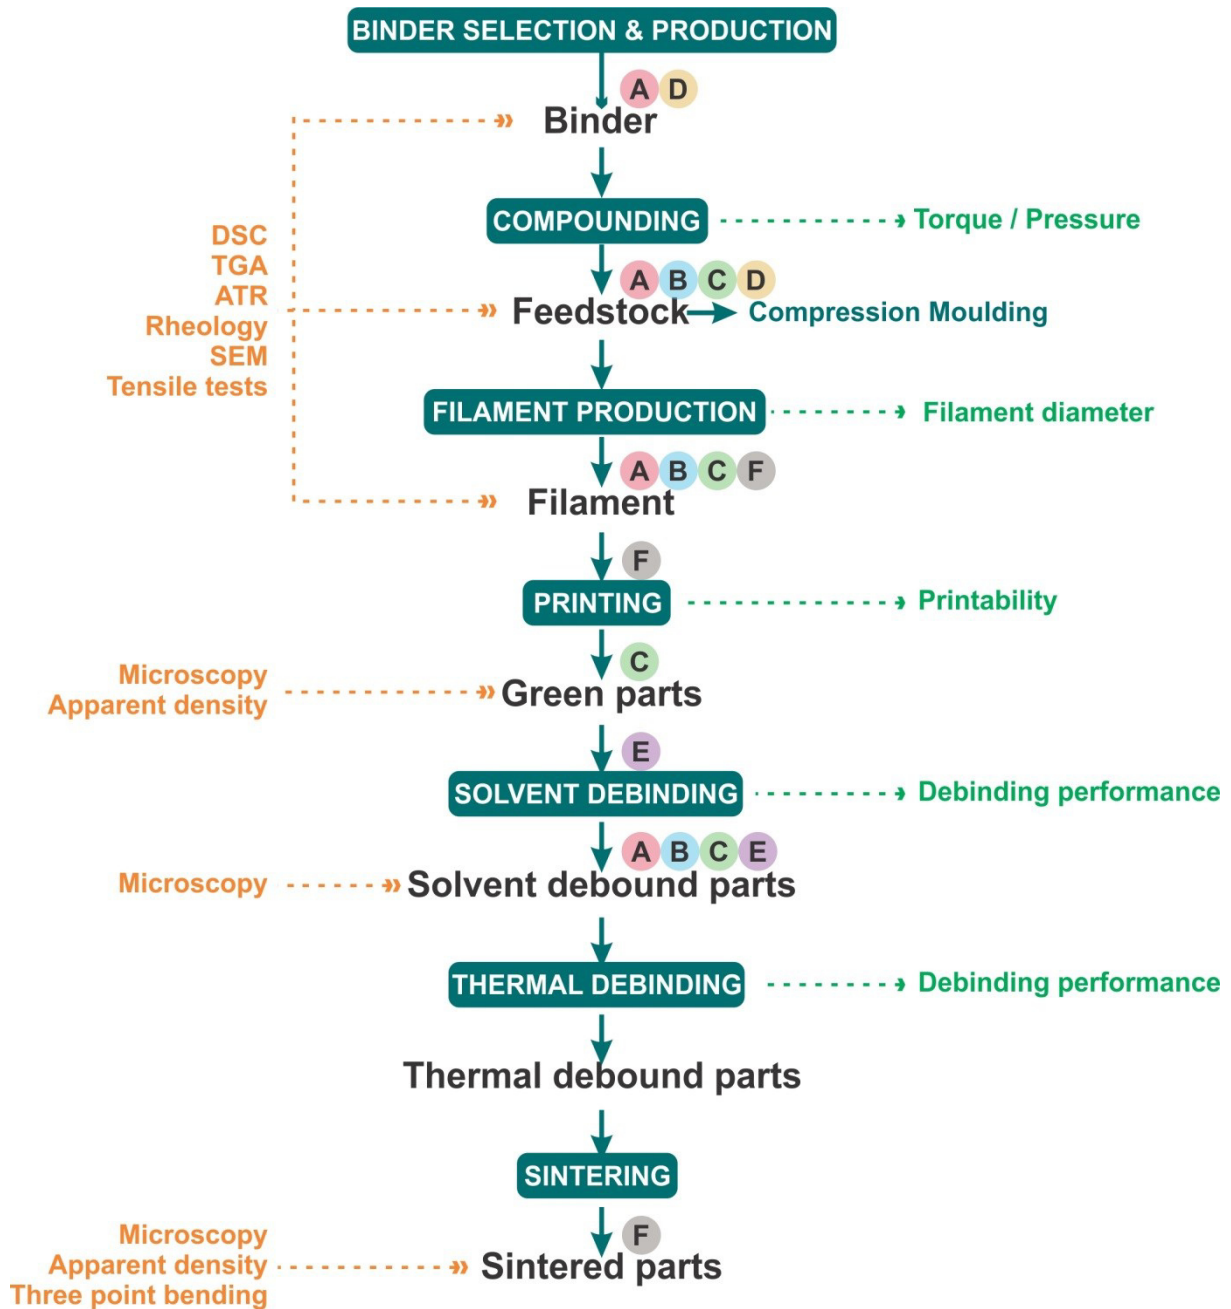 BINDER SELECTION & PRODUCTION
A D
Binder
COMPOUNDING
Torque / Pressure
DSC
TGA
ATR
Rheology
SEM
Tensile tests
A B C D
Feedstock
Compression Moulding
FILAMENT PRODUCTION
Filament diameter
A B C F
Filament
F
PRINTING
Printability
C
Microscopy
Apparent density
Green parts
E
SOLVENT DEBINDING
Debinding performance
A B C E
Microscopy
Solvent debound parts
THERMAL DEBINDING
Debinding performance
Thermal debound parts
SINTERING
F
Microscopy
Apparent density
Three point bending
Sintered parts